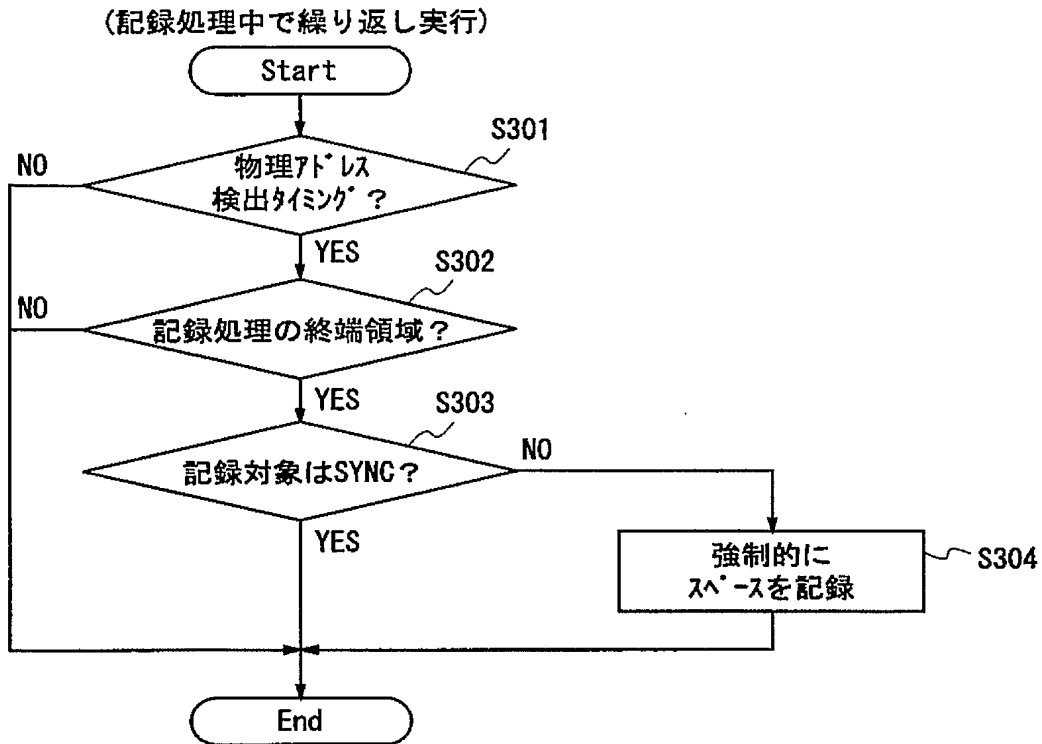 (記録処理中で繰り返し実行)
Start
S301
NO
物理ｱﾄﾞﾚｽ
検出ﾀｲﾐﾝｸﾞ？
YES
S302
NO
記録処理の終端領域？
YES
S303
NO
記録対象はSYNC？
YES
強制的に
ｽﾍﾟｰｽを記録
S304
End